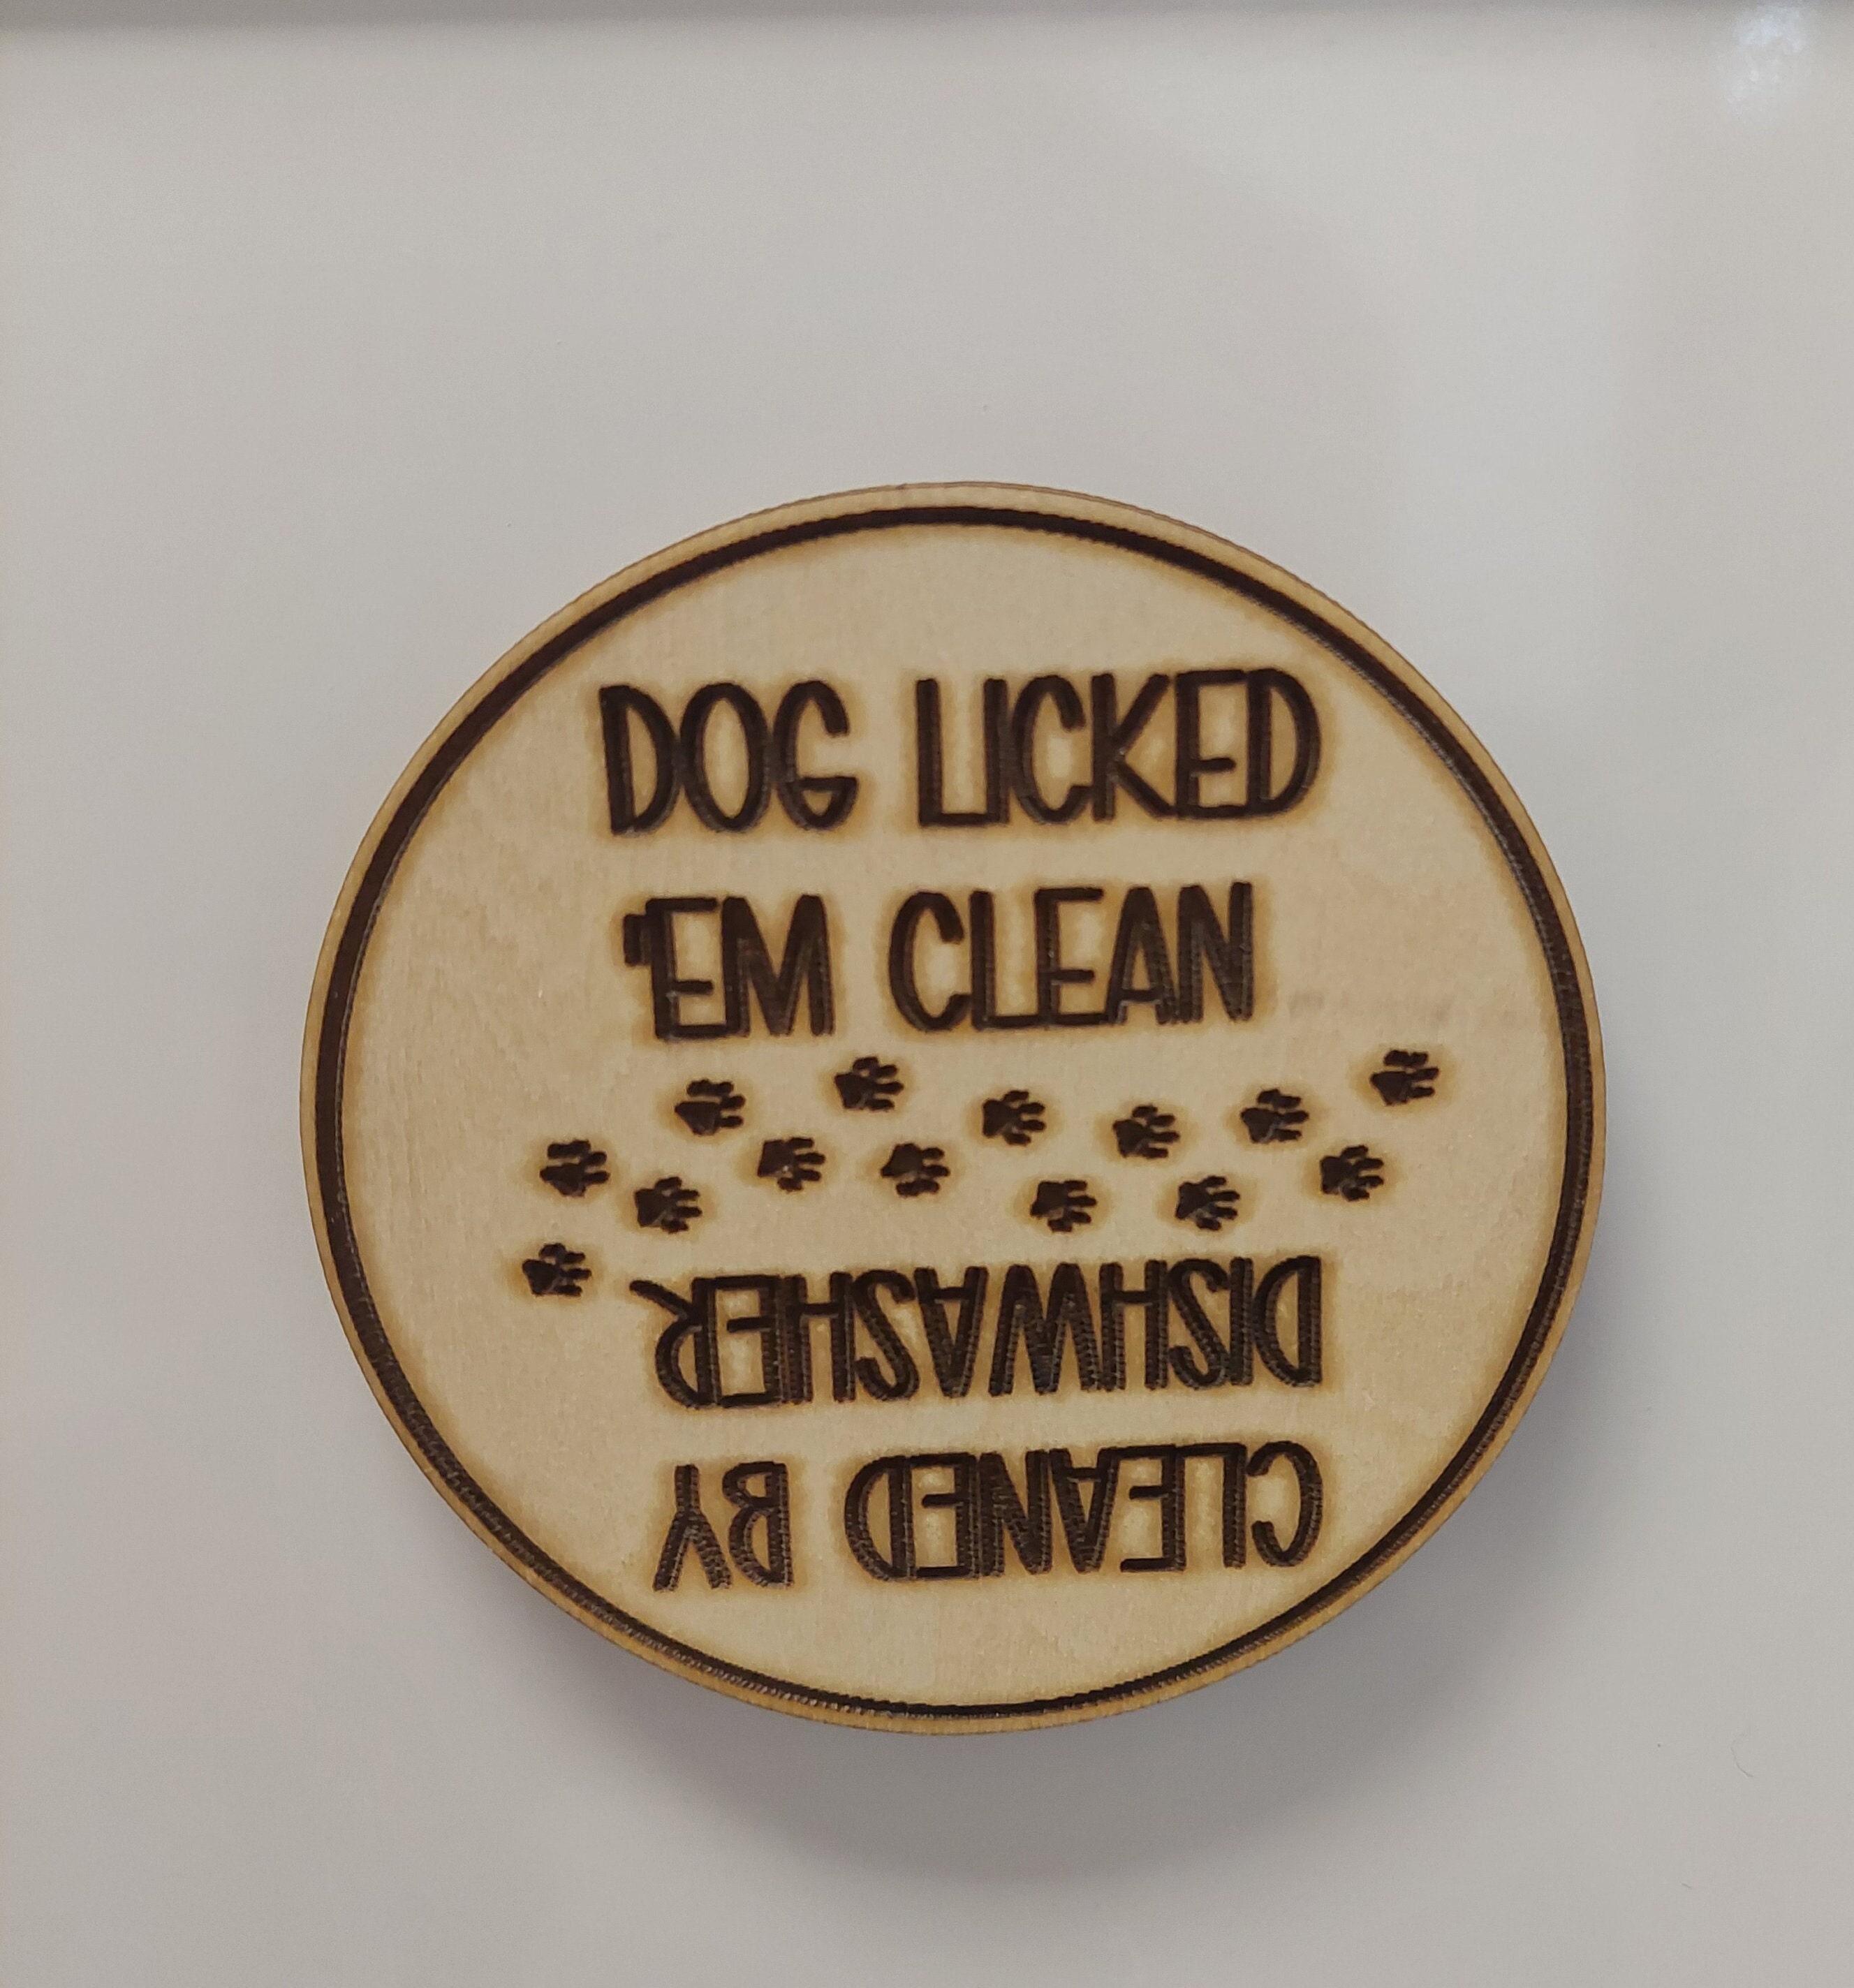 DOG LICKED
'EM CLEAN
CLEANED BY
DISHWASHER